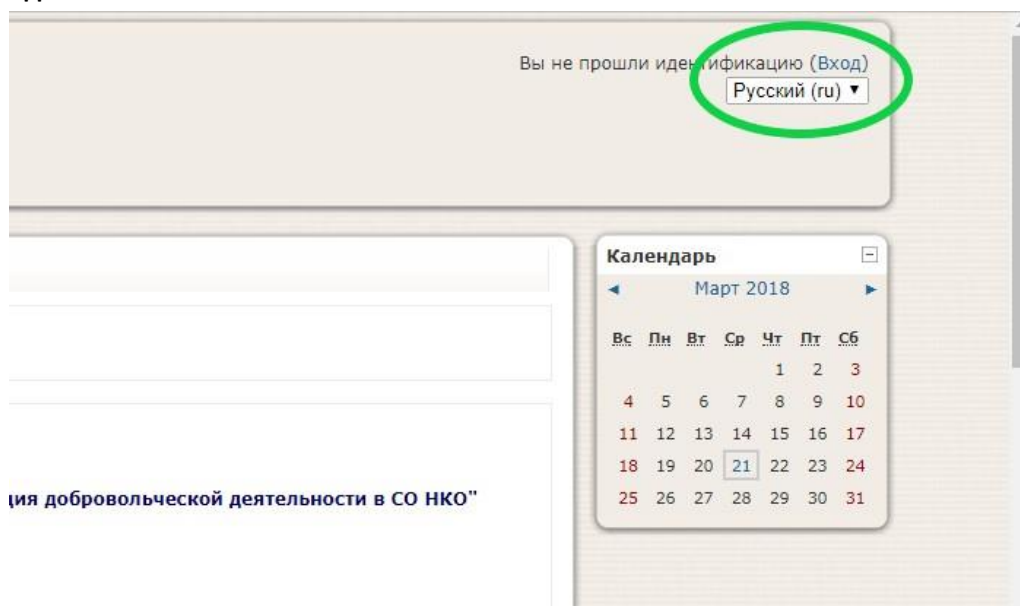 Вы не прошли идентификацию (Вход)
Русский (ru)
Календарь
Март 2018
Вс Пн Вт Ср Чт Пт Сб
1 2 3
4 5 6 7 8 9 10
11 12 13 14 15 16 17
18 19 20 21 22 23 24
ция добровольческой деятельности в СО НКО"
25 26 27 28 29 30 31